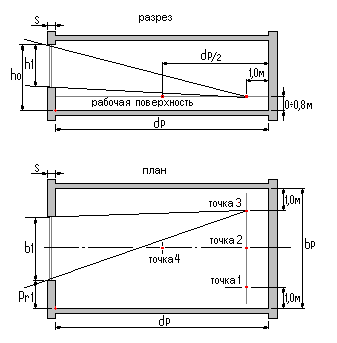 разрез
s
dp/2
h1
ho
1,0м
рабочая поверхность
0÷0,8м
dp
план
s
точка 3
1,0м
b1
точка 2
bp
точка 4
точка 1
pr1
1,0м
dp